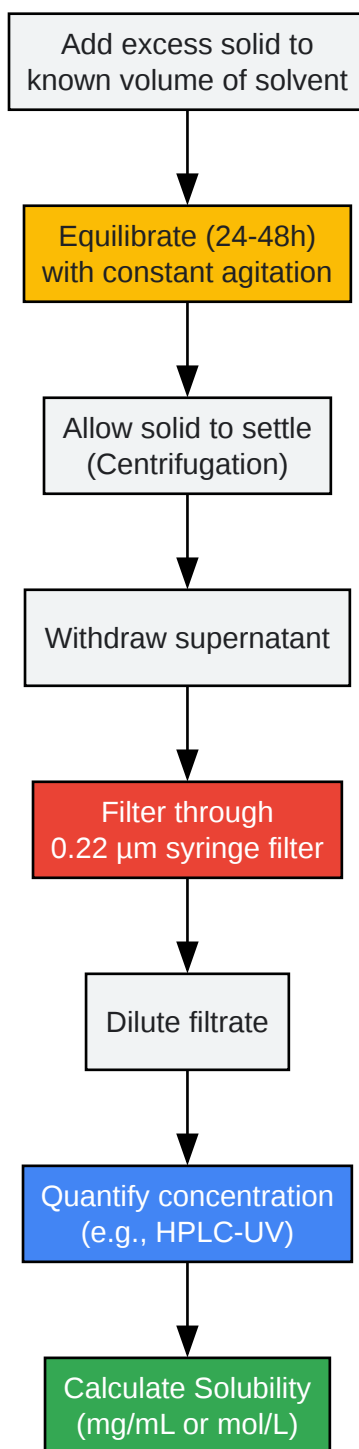 Add excess solid to
known volume of solvent
Equilibrate (24-48h)
with constant agitation
Allow solid to settle
(Centrifugation)
Withdraw supernatant
Filter through
0.22 µm syringe filter
Dilute filtrate
Quantify concentration
(e.g., HPLC-UV)
Calculate Solubility
(mg/mL or mol/L)